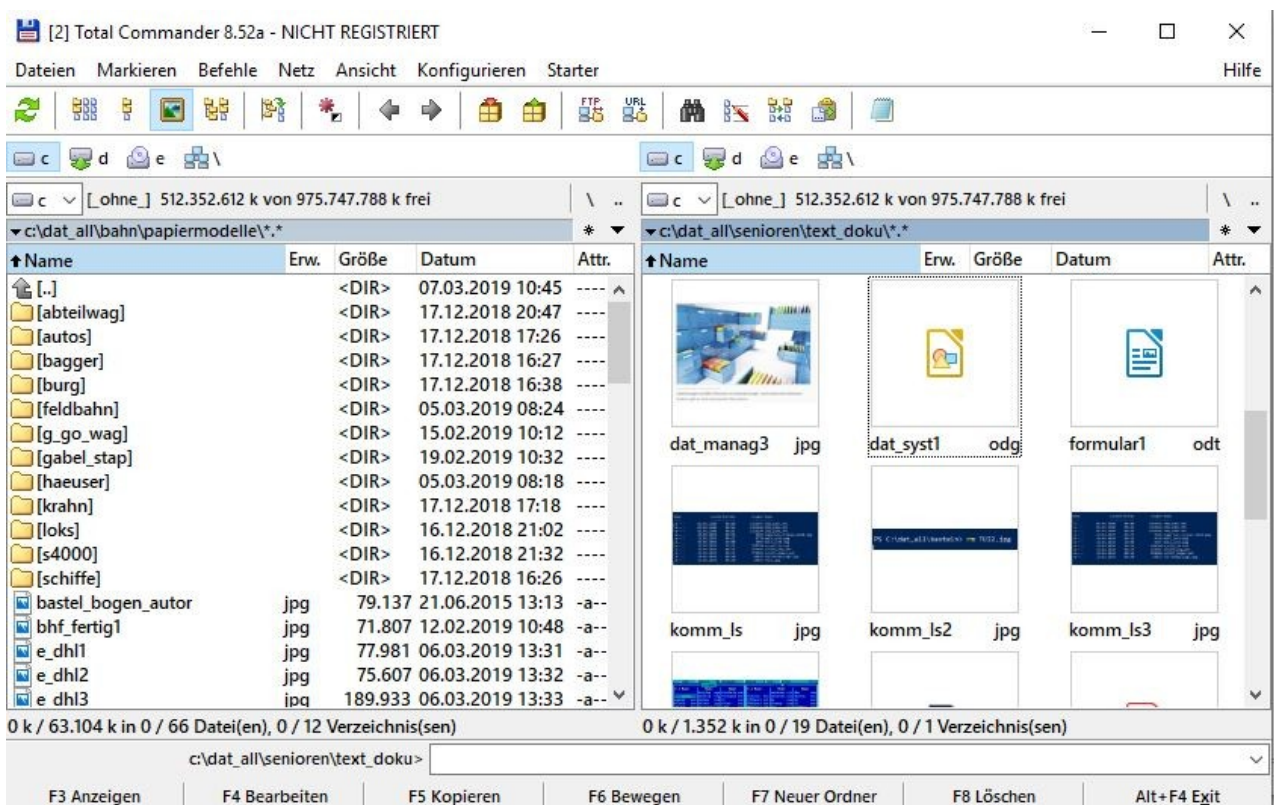 [2] Total Commander 8.52a - NICHT REGISTRIERT
Dateien Markieren Befehle Netz Ansicht Konfigurieren Starter Hilfe
FTP URL
c d e \ c d e \
c [_ohne_] 512.352.612 k von 975.747.788 k frei \ .. c [_ohne_] 512.352.612 k von 975.747.788 k frei \ ..
c:\dat_all\bahn\papiermodelle\*.* * c:\dat_all\senioren\text_doku\*.* *
Name Erw. Größe Datum Attr. Name Erw. Größe Datum Attr.
[..] <DIR> 07.03.2019 10:45 ----
[abteilwag] <DIR> 17.12.2018 20:47 ----
[autos] <DIR> 17.12.2018 17:26 ----
[bagger] <DIR> 17.12.2018 16:27 ----
[burg] <DIR> 17.12.2018 16:38 ----
[feldbahn] <DIR> 05.03.2019 08:24 ----
[g_go_wag] <DIR> 15.02.2019 10:12 ----
[gabel_stap] <DIR> 19.02.2019 10:32 ----
[haeuser] <DIR> 05.03.2019 08:18 ----
[krahn] <DIR> 17.12.2018 17:18 ----
[loks] <DIR> 16.12.2018 21:02 ----
[s4000] <DIR> 16.12.2018 21:32 ----
[schiffe] <DIR> 17.12.2018 16:26 ----
bastel_bogen_autor jpg 79.137 21.06.2015 13:13 -a--
bhf_fertig1 jpg 71.807 12.02.2019 10:48 -a--
e_dhl1 jpg 77.981 06.03.2019 13:31 -a--
e_dhl2 jpg 75.607 06.03.2019 13:32 -a--
e_dhl3 jpg 189.933 06.03.2019 13:33 -a--
dat_manag3 jpg dat_syst1 odg formular1 odt
komm_ls jpg komm_ls2 jpg komm_ls3 jpg
0 k / 63.104 k in 0 / 66 Datei(en), 0 / 12 Verzeichnis(sen) 0 k / 1.352 k in 0 / 19 Datei(en), 0 / 1 Verzeichnis(sen)
c:\dat_all\senioren\text_doku>
F3 Anzeigen F4 Bearbeiten F5 Kopieren F6 Bewegen F7 Neuer Ordner F8 Löschen Alt+F4 Exit